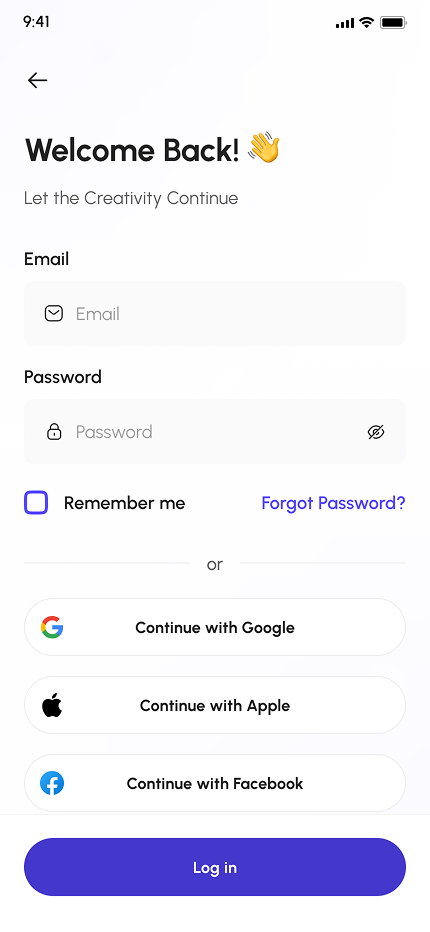 9:41
Welcome Back! 👋
Let the Creativity Continue
Email
Email
Password
Password
Remember me
Forgot Password?
or
Continue with Google
Continue with Apple
Continue with Facebook
Log in